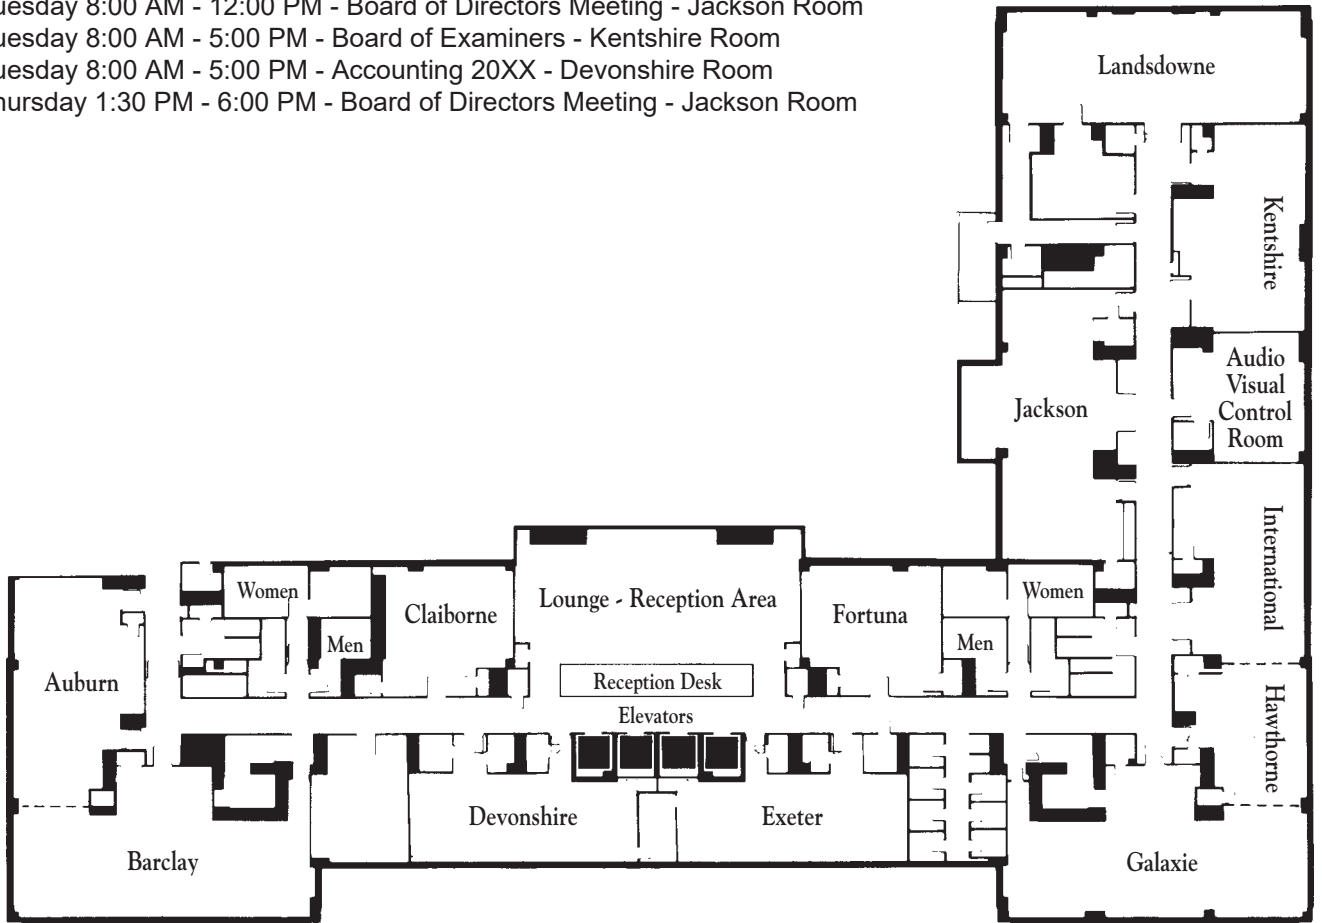 uesday 8:00 AM - 12:00 PM - Board of Directors Meeting - Jackson Room
uesday 8:00 AM - 5:00 PM - Board of Examiners - Kentshire Room
uesday 8:00 AM - 5:00 PM - Accounting 20XX - Devonshire Room
hursday 1:30 PM - 6:00 PM - Board of Directors Meeting - Jackson Room
Landsdowne
Kentshire
Audio
Visual
Control
Room
Jackson
International
Women
Men
Claiborne
Lounge - Reception Area
Fortuna
Men
Women
Auburn
Reception Desk
Elevators
Hawthorne
Devonshire
Exeter
Barclay
Galaxie